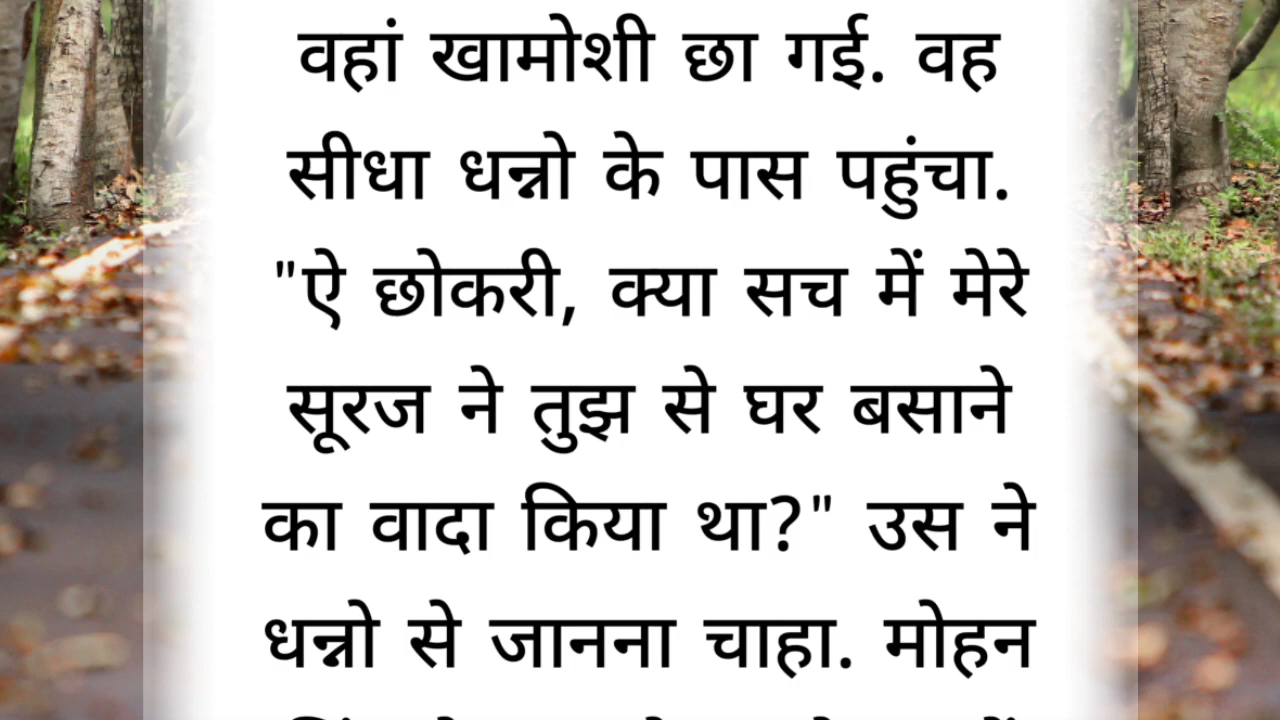 वहां खामोशी छा गई. वह
सीधा धन्नो के पास पहुंचा.
"ऐ छोकरी, क्या सच में मेरे
सूरज ने तुझ से घर बसाने
का वादा किया था?" उस ने
धन्नो से जानना चाहा. मोहन